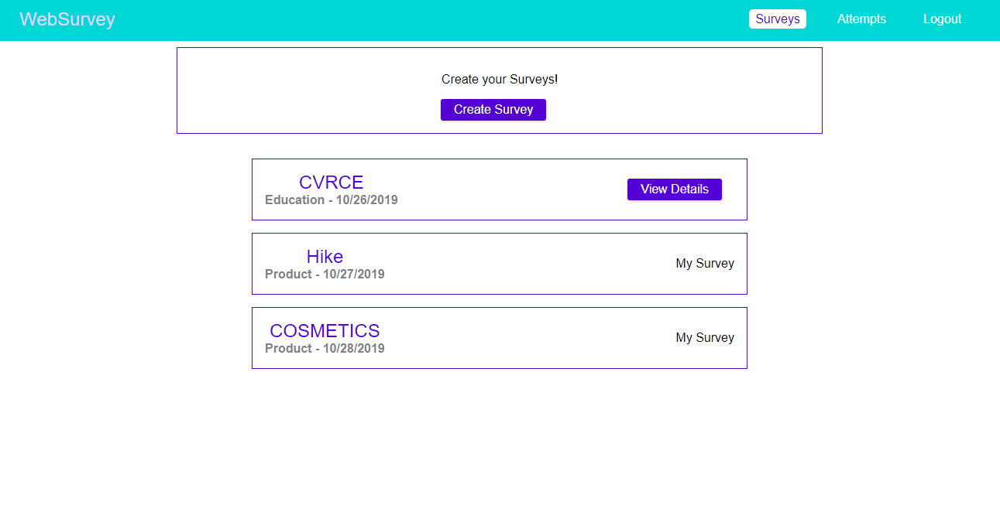 WebSurvey
Surveys Attempts Logout
Create your Surveys!
Create Survey
CVRCE
Education - 10/26/2019
View Details
Hike
Product - 10/27/2019
My Survey
COSMETICS
Product - 10/28/2019
My Survey